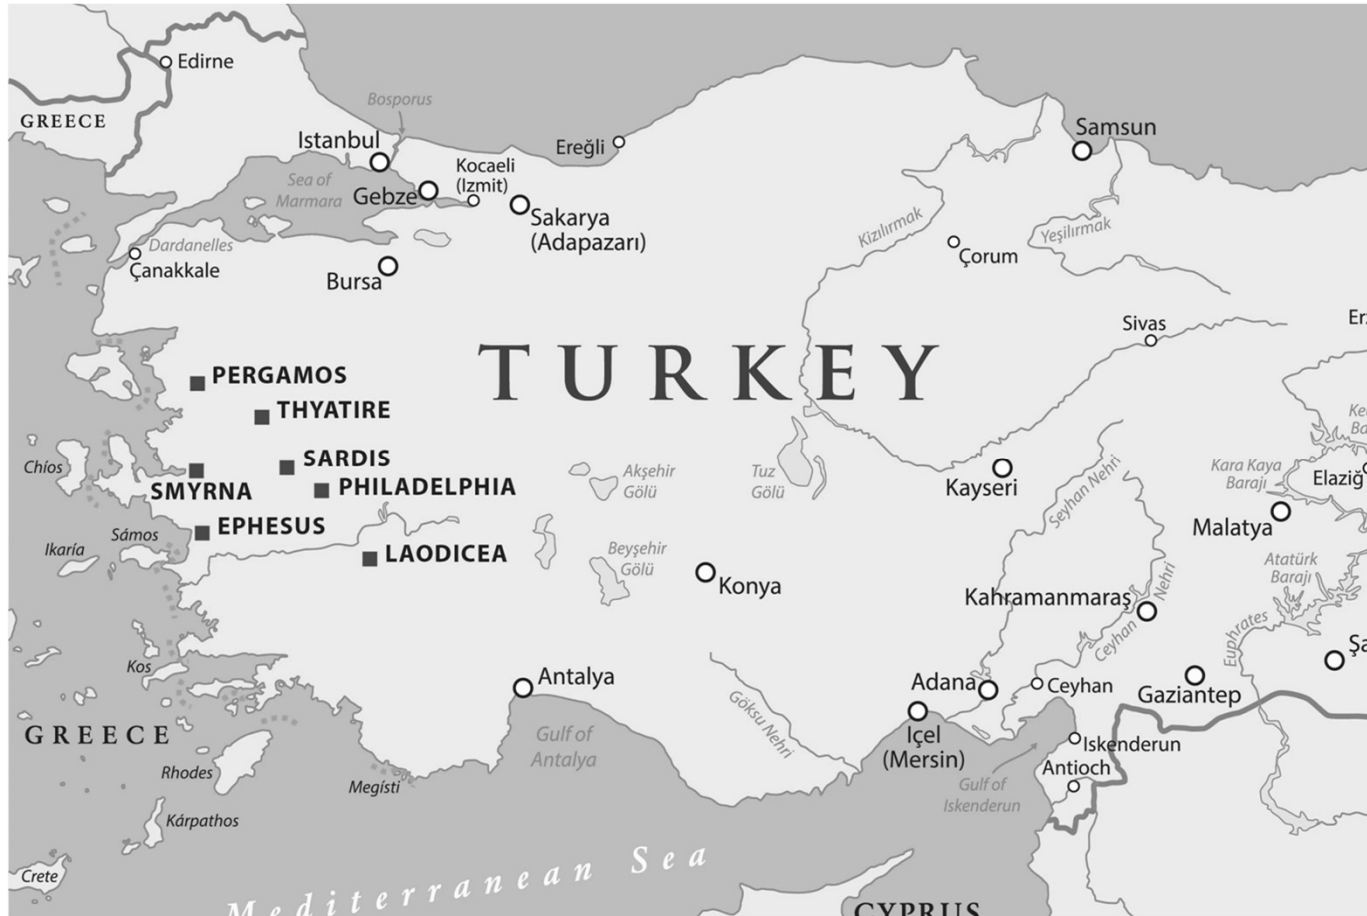 Edirne
GREECE
Bosporus
Istanbul
Ereğli
Samsun
Kocaeli
(Izmit)
Sea of
Marmara
Gebze
Sakarya
(Adapazarı)
Kızılırmak
Yeşilırmak
Dardanelles
Çanakkale
Bursa
Çorum
Sivas
TURKEY
PERGAMOS
THYATIRE
SARDIS
SMYRNA
PHILADELPHIA
EPHESUS
LAODICEA
Chíos
Sámos
Ikaría
Akşehir
Gölü
Tuz
Gölü
Beyşehir
Gölü
Kayseri
Seyhan Nehri
Kara Kaya
Barajı
Elazığ
Malatya
Atatürk
Barajı
Konya
Kahramanmaraş
Ceyhan Nehri
Euphrates
Kos
Antalya
Göksu Nehri
Adana
Ceyhan
Gaziantep
GREECE
Gulf of
Antalya
Içel
(Mersin)
Iskenderun
Antioch
Gulf of
Iskenderun
Rhodes
Megísti
Kárpathos
Crete
Mediterranean Sea
CYPRUS